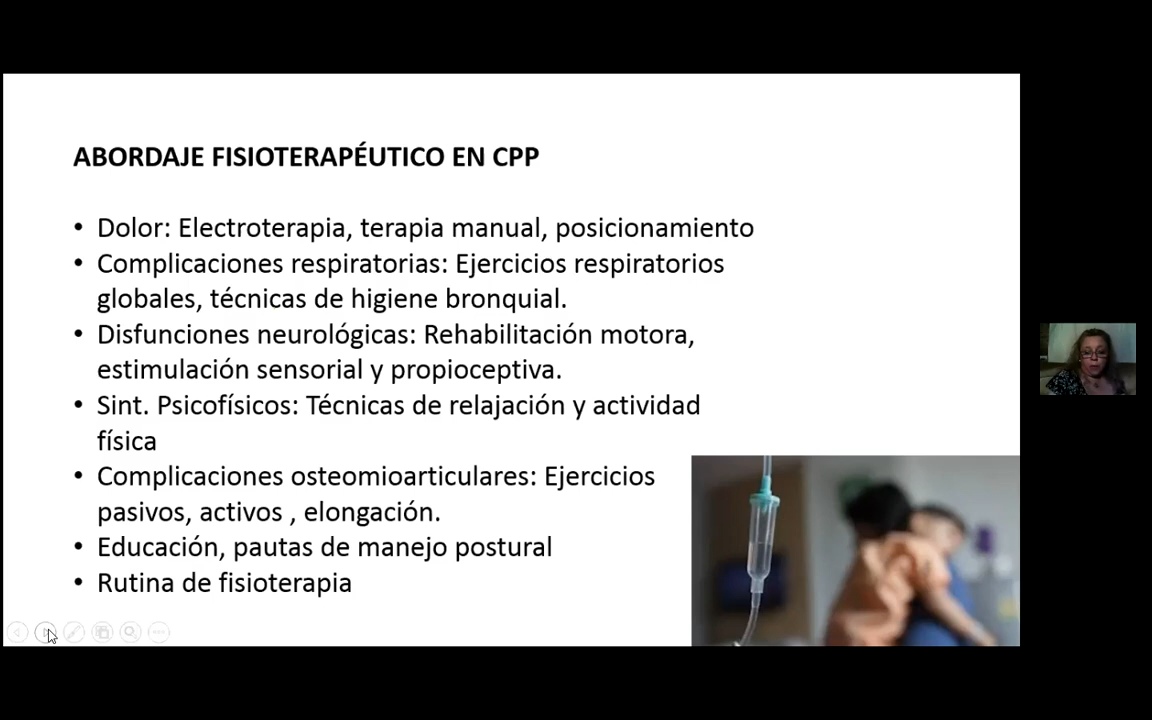 ABORDAJE FISIOTERAPÉUTICO EN CPP
• Dolor: Electroterapia, terapia manual, posicionamiento
• Complicaciones respiratorias: Ejercicios respiratorios
globales, técnicas de higiene bronquial.
• Disfunciones neurológicas: Rehabilitación motora,
estimulación sensorial y propioceptiva.
• Sint. Psicofísicos: Técnicas de relajación y actividad
física
• Complicaciones osteomioarticulares: Ejercicios
pasivos, activos , elongación.
• Educación, pautas de manejo postural
• Rutina de fisioterapia